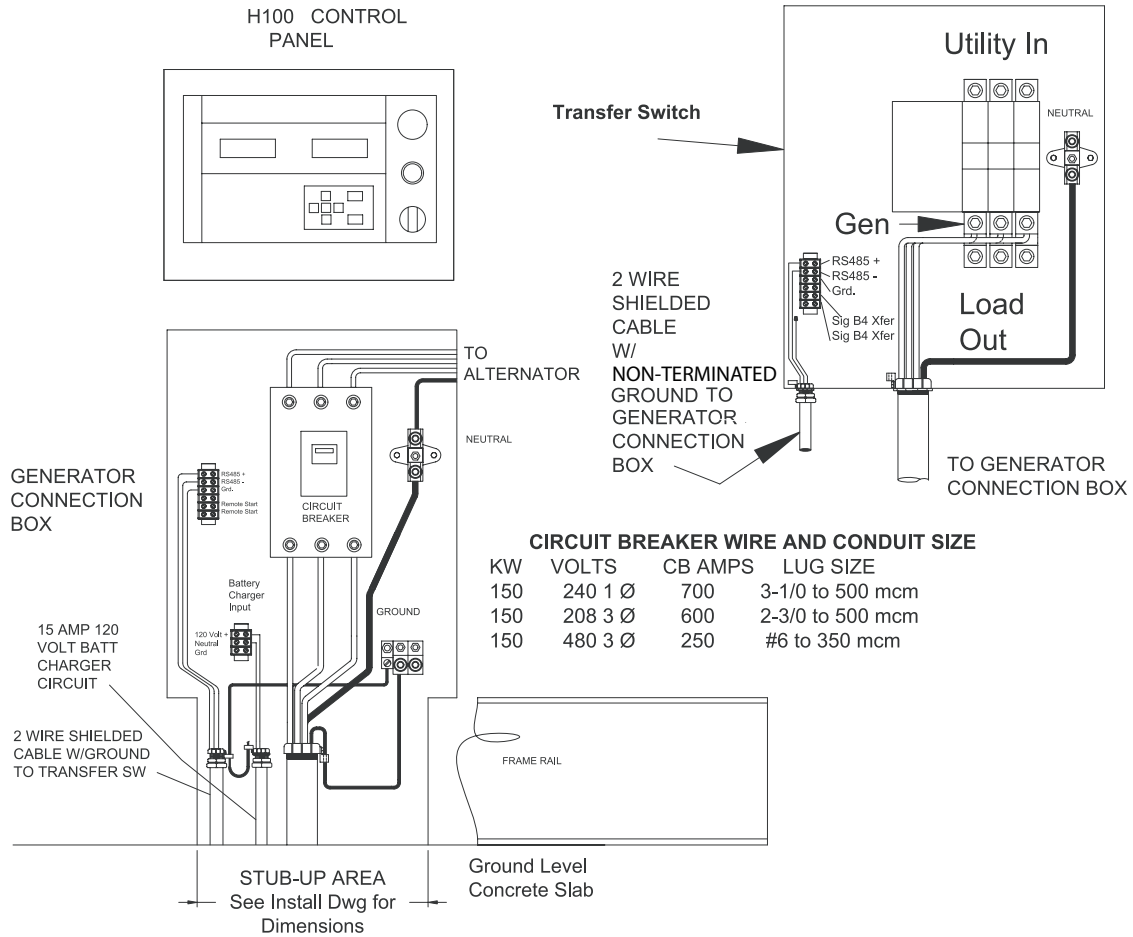 H100 CONTROL
PANEL
Utility In
Transfer Switch
NEUTRAL
Gen
RS485 +
RS485 -
Grd.
Sig B4 Xfer
Sig B4 Xfer
Load
Out
2 WIRE
SHIELDED
CABLE
W/
NON-TERMINATED
GROUND TO
GENERATOR
CONNECTION
BOX
TO GENERATOR
CONNECTION BOX
TO
ALTERNATOR
NEUTRAL
GENERATOR
CONNECTION
BOX
RS485 +
RS485 -
Grd.
Remote Start
Remote Start
CIRCUIT
BREAKER
Battery
Charger
Input
120 Volt +
Neutral
Grd
GROUND
15 AMP 120
VOLT BATT
CHARGER
CIRCUIT
2 WIRE SHIELDED
CABLE W/GROUND
TO TRANSFER SW
CIRCUIT BREAKER WIRE AND CONDUIT SIZE
KW VOLTS CB AMPS LUG SIZE
150 240 1 Ø 700 3-1/0 to 500 mcm
150 208 3 Ø 600 2-3/0 to 500 mcm
150 480 3 Ø 250 #6 to 350 mcm
FRAME RAIL
Ground Level
Concrete Slab
STUB-UP AREA
See Install Dwg for
Dimensions